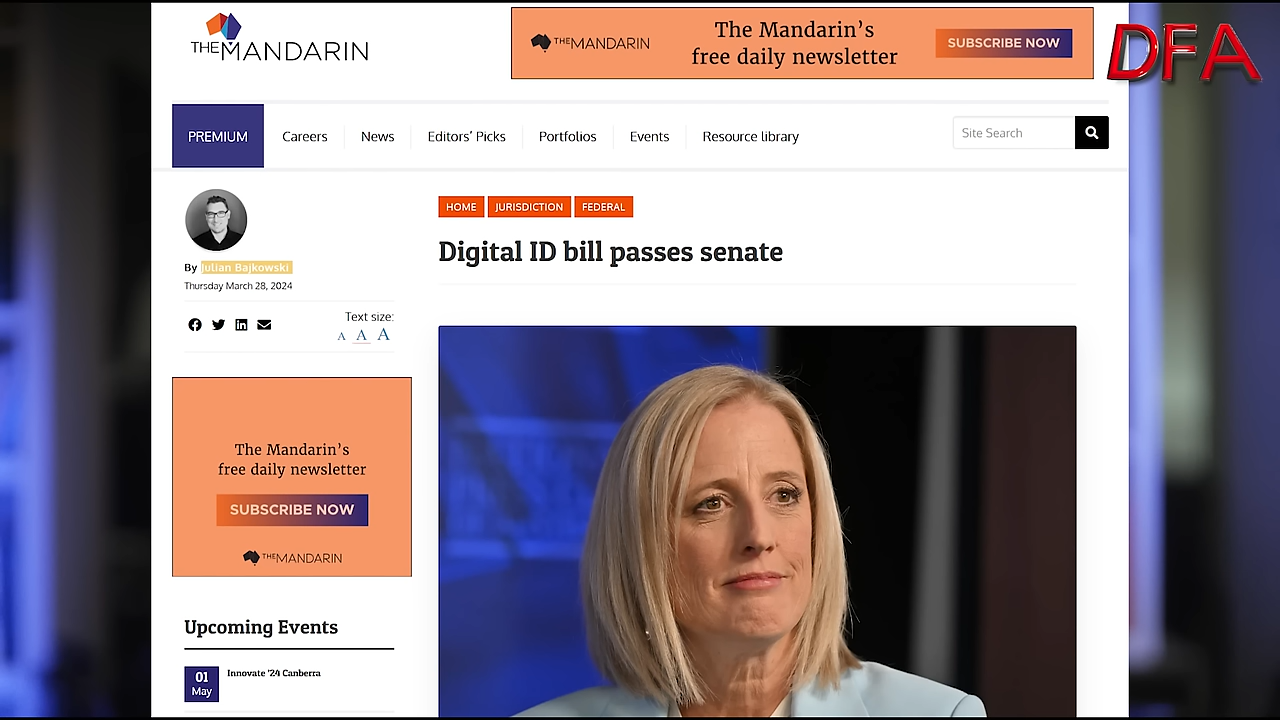 THE MANDARIN
THE MANDARIN
The Mandarin’s
free daily newsletter
SUBSCRIBE NOW
DFA
PREMIUM
Careers
News
Editors’ Picks
Portfolios
Events
Resource library
Site Search
By Julian Bajkowski
Thursday March 28, 2024
Text size:
A A A
HOME
JURISDICTION
FEDERAL
Digital ID bill passes senate
The Mandarin’s
free daily newsletter
SUBSCRIBE NOW
THE MANDARIN
Upcoming Events
01
May
Innovate '24 Canberra